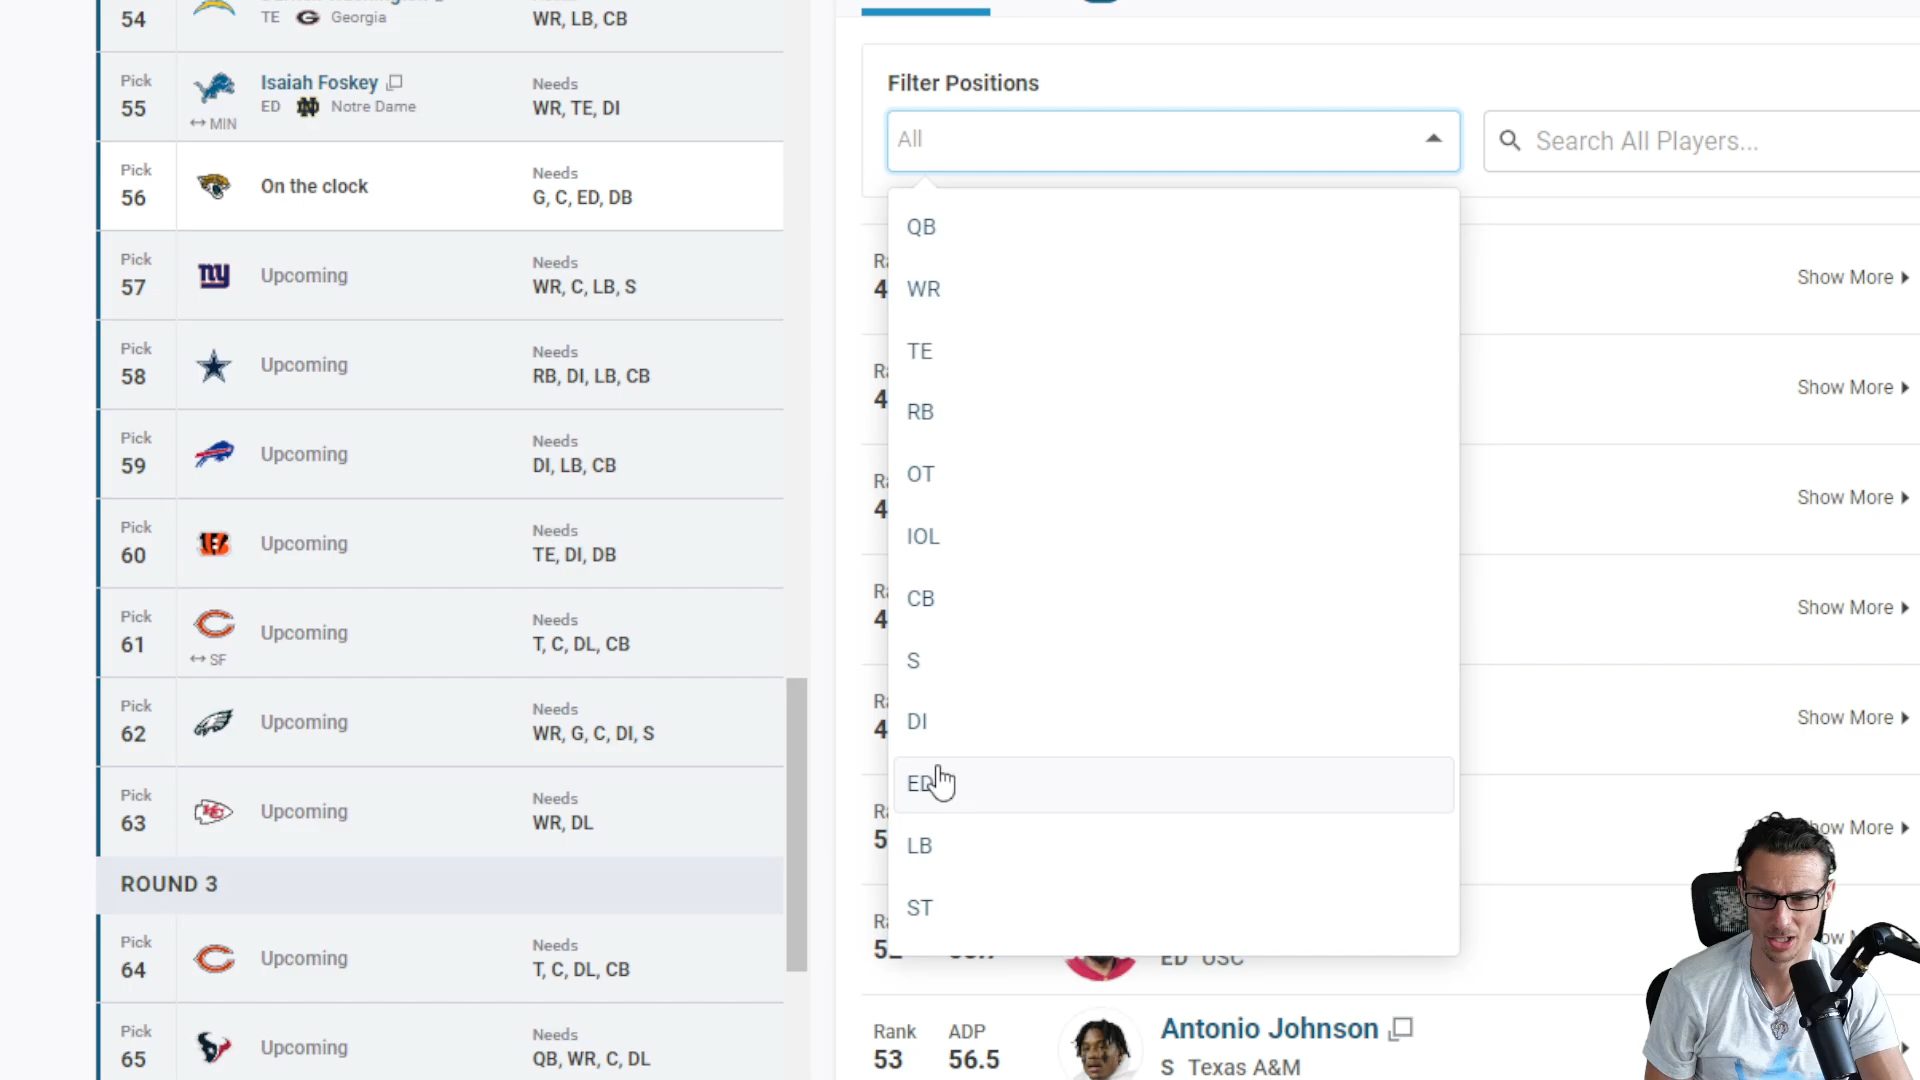 54
TE Georgia
WR, LB, CB
Pick
55
MIN
Isaiah Foskey
ED Notre Dame
Needs
WR, TE, DI
Pick
56
On the clock
Needs
G, C, ED, DB
Pick
57
Upcoming
Needs
WR, C, LB, S
Pick
58
Upcoming
Needs
RB, DI, LB, CB
Pick
59
Upcoming
Needs
DI, LB, CB
Pick
60
Upcoming
Needs
TE, DI, DB
Pick
61
SF
Upcoming
Needs
T, C, DL, CB
Pick
62
Upcoming
Needs
WR, G, C, DI, S
Pick
63
Upcoming
Needs
WR, DL
ROUND 3
Pick
64
Upcoming
Needs
T, C, DL, CB
Pick
65
Upcoming
Needs
QB, WR, C, DL
Filter Positions
All
Search All Players...
QB
WR
TE
RB
OT
IOL
CB
S
DI
ED
LB
ST
Show More
Show More
Show More
Show More
Show More
ED USC
Rank
53
ADP
56.5
Antonio Johnson
S Texas A&M